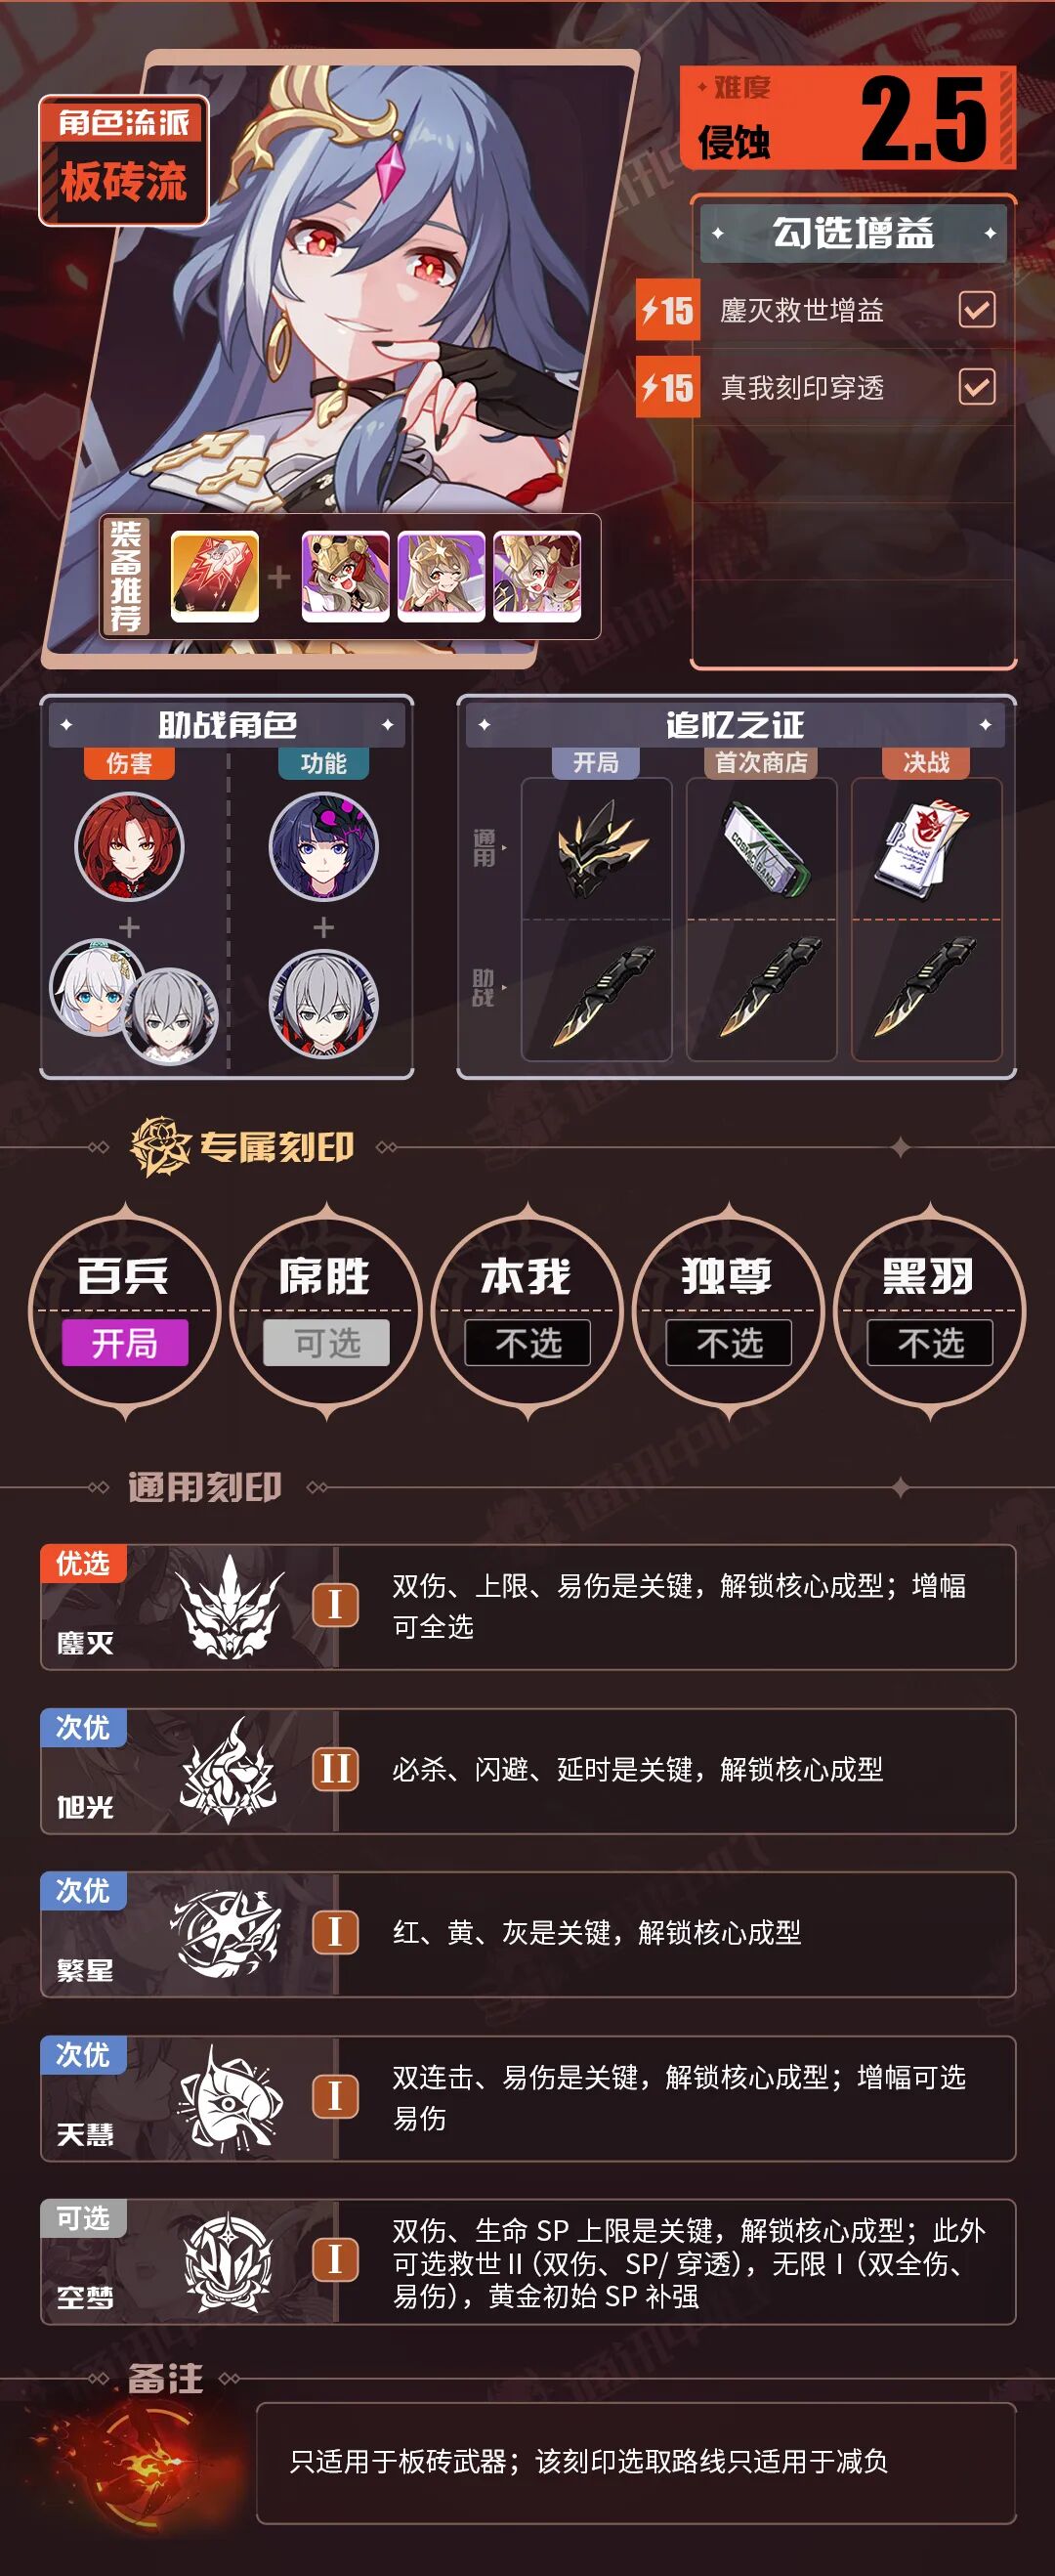 角色流派
板砖流
难度
侵蚀
2.5
勾选增益
15 鏖灭救世增益
15 真我刻印穿透
装备推荐
助战角色
伤害
功能
追忆之证
开局
首次商店
决战
通用
助战
COSMIC BAND
专属刻印
百兵
开局
席胜
可选
本我
不选
独尊
不选
黑羽
不选
通用刻印
优选
鏖灭
I
双伤、上限、易伤是关键，解锁核心成型；增幅
可全选
次优
旭光
II
必杀、闪避、延时是关键，解锁核心成型
次优
繁星
I
红、黄、灰是关键，解锁核心成型
次优
天慧
I
双连击、易伤是关键，解锁核心成型；增幅可选
易伤
可选
空梦
I
双伤、生命 SP 上限是关键，解锁核心成型；此外
可选救世 II（双伤、SP/ 穿透），无限 I（双全伤、
易伤），黄金初始 SP 补强
备注
只适用于板砖武器；该刻印选取路线只适用于减负